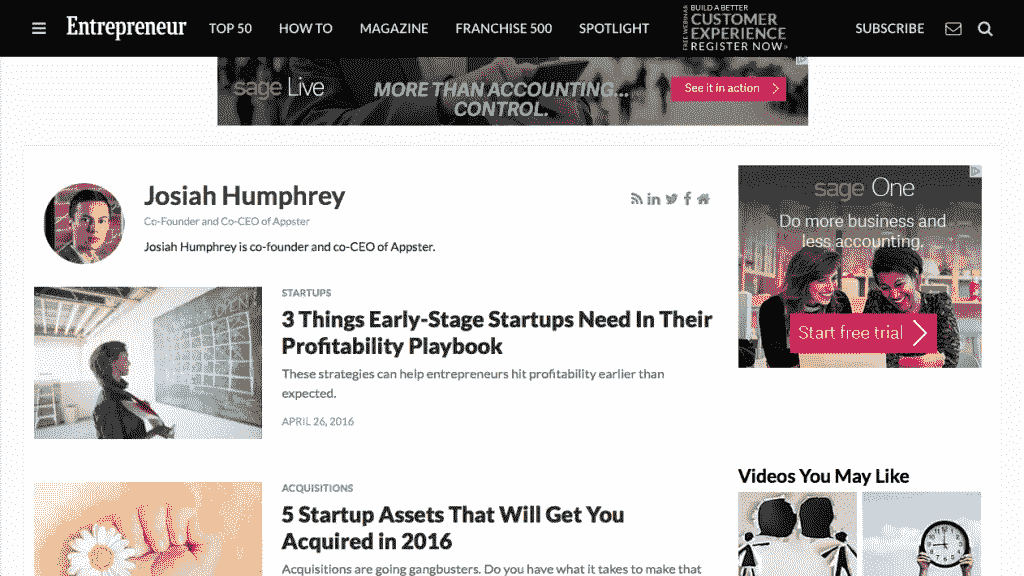 Entrepreneur
TOP 50
HOW TO
MAGAZINE
FRANCHISE 500
SPOTLIGHT
FREE WEBINAR
BUILD A BETTER
CUSTOMER
EXPERIENCE
REGISTER NOW»
SUBSCRIBE
sage Live
MORE THAN ACCOUNTING...
CONTROL.
See it in action
Josiah Humphrey
Co-Founder and Co-CEO of Appster
Josiah Humphrey is co-founder and co-CEO of Appster.
STARTUPS
3 Things Early-Stage Startups Need In Their
Profitability Playbook
These strategies can help entrepreneurs hit profitability earlier than
expected.
APRIL 26, 2016
ACQUISITIONS
5 Startup Assets That Will Get You
Acquired in 2016
Acquisitions are going gangbusters. Do you have what it takes to make that
sage One
Do more business and
less accounting.
Start free trial
Videos You May Like